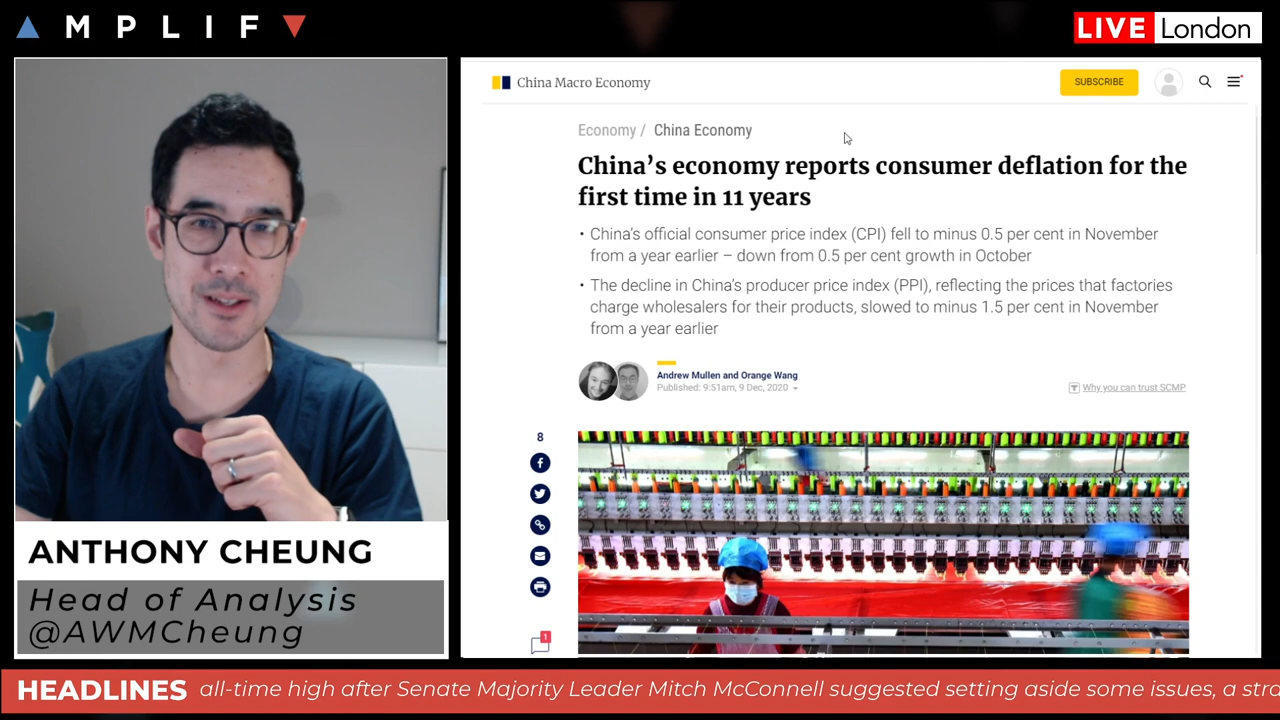 AMPLIFY
LIVE London
China Macro Economy
SUBSCRIBE
Economy / China Economy
China's economy reports consumer deflation for the
first time in 11 years
• China's official consumer price index (CPI) fell to minus 0.5 per cent in November
from a year earlier – down from 0.5 per cent growth in October
• The decline in China's producer price index (PPI), reflecting the prices that factories
charge wholesalers for their products, slowed to minus 1.5 per cent in November
from a year earlier
Andrew Mullen and Orange Wang
Published: 9:51am, 9 Dec, 2020
Why you can trust SCMP
8
1
ANTHONY CHEUNG
Head of Analysis
@AWMCheung
HEADLINES all-time high after Senate Majority Leader Mitch McConnell suggested setting aside some issues, a stra